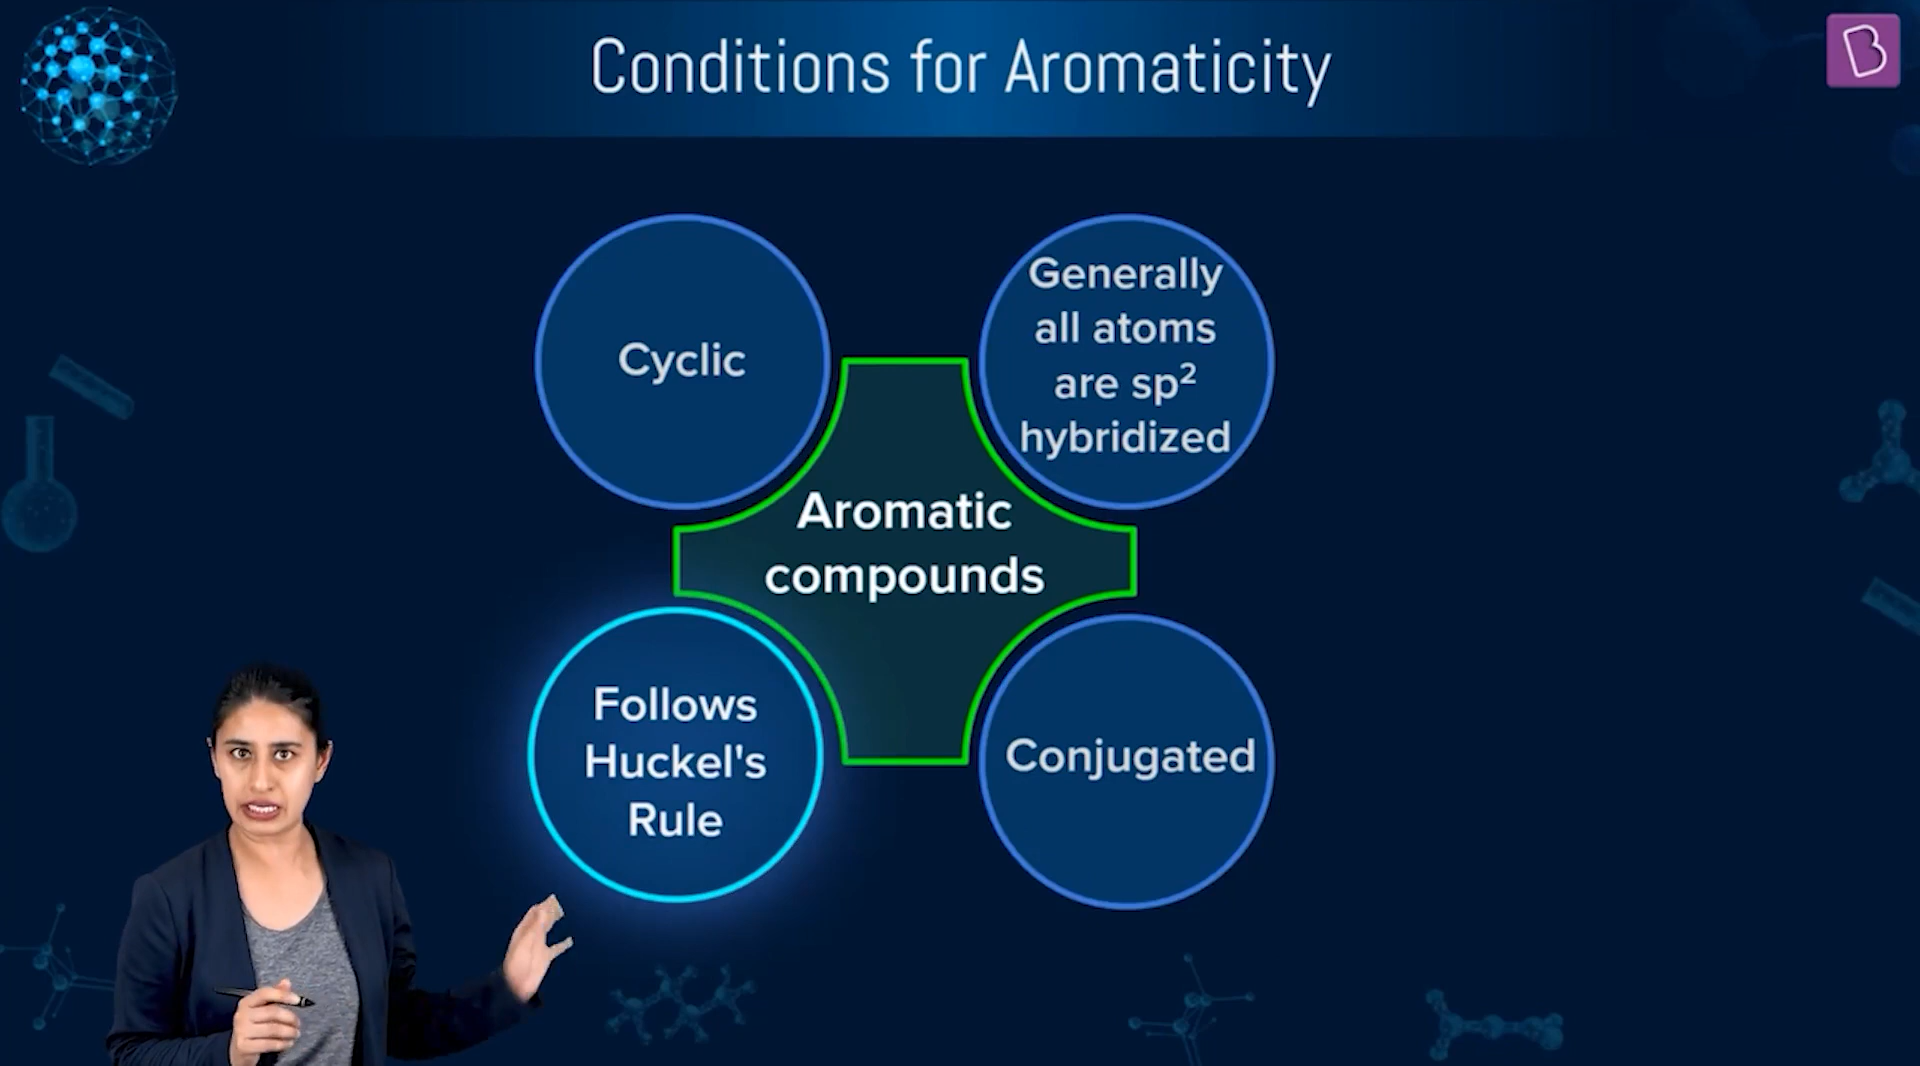 Conditions for Aromaticity
Cyclic
Generally
all atoms
are sp²
hybridized
Aromatic
compounds
Follows
Huckel's
Rule
Conjugated